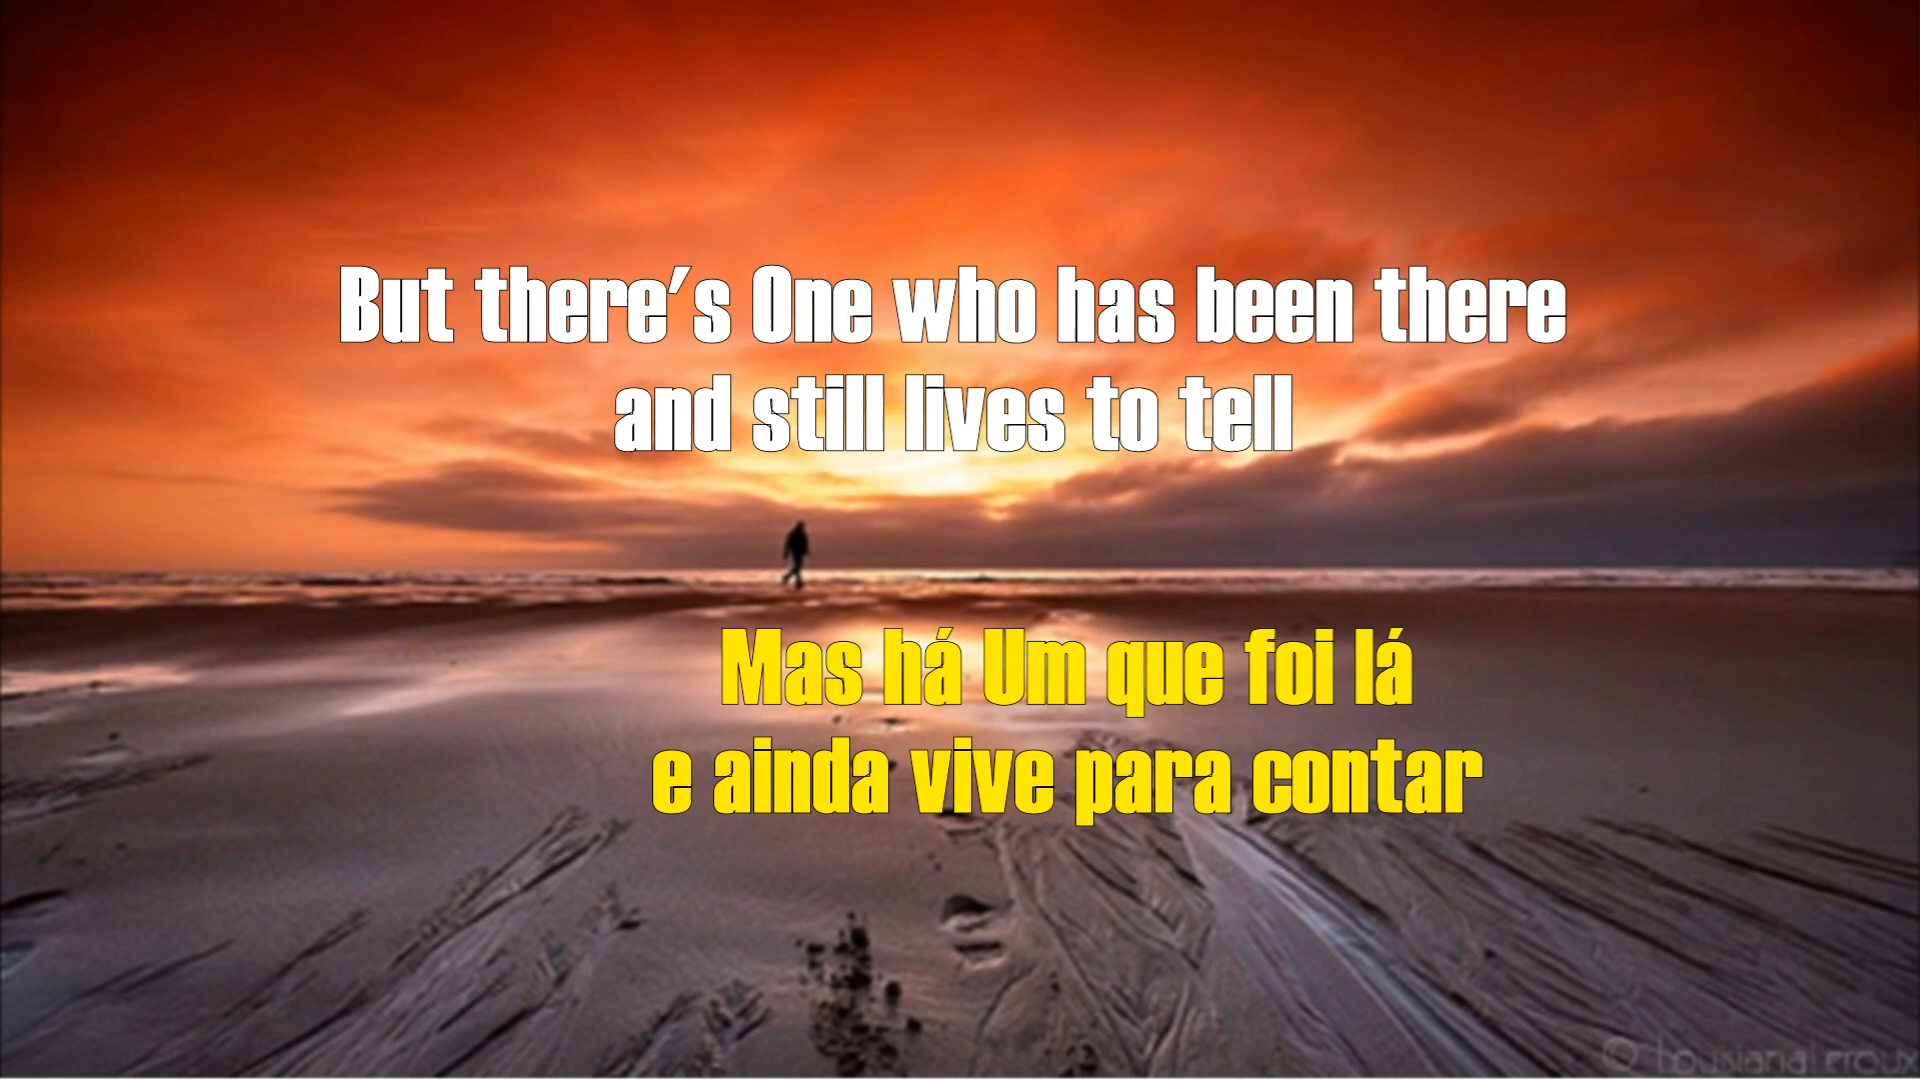 But there's One who has been there
and still lives to tell
Mas há Um que foi lá
e ainda vive para contar